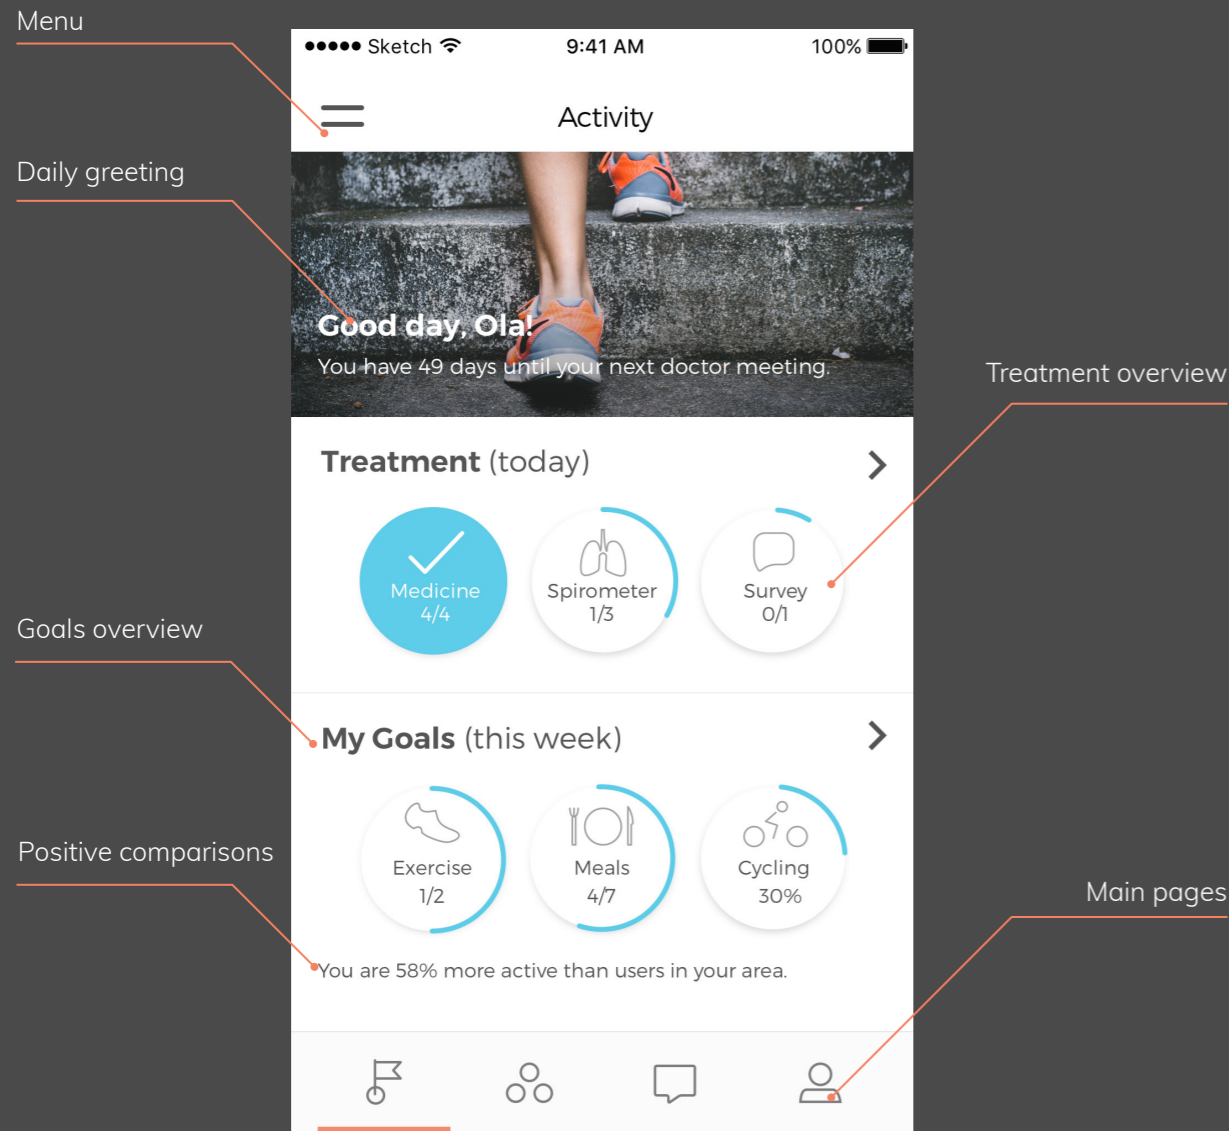 Menu
Sketch
9:41 AM
100%
Activity
Daily greeting
Good day, Ola!
You have 49 days until your next doctor meeting.
Treatment overview
Treatment (today)
Medicine
4/4
Spirometer
1/3
Survey
0/1
Goals overview
My Goals (this week)
Exercise
1/2
Meals
4/7
Cycling
30%
Positive comparisons
You are 58% more active than users in your area.
Main pages